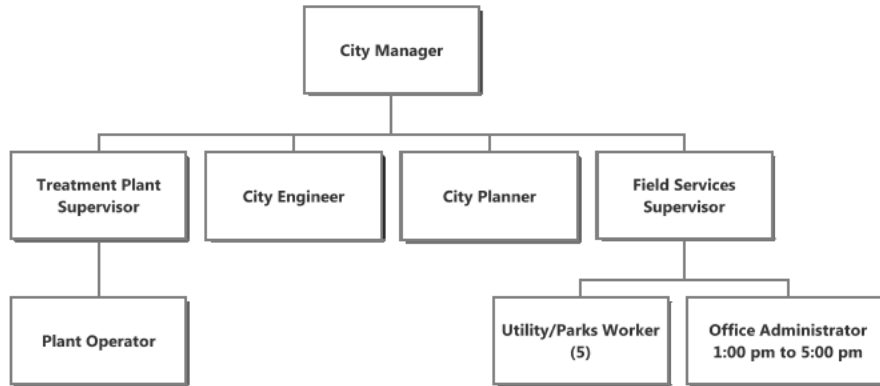 City Manager
Treatment Plant
Supervisor
City Engineer
City Planner
Field Services
Supervisor
Plant Operator
Utility/Parks Worker
(5)
Office Administrator
1:00 pm to 5:00 pm